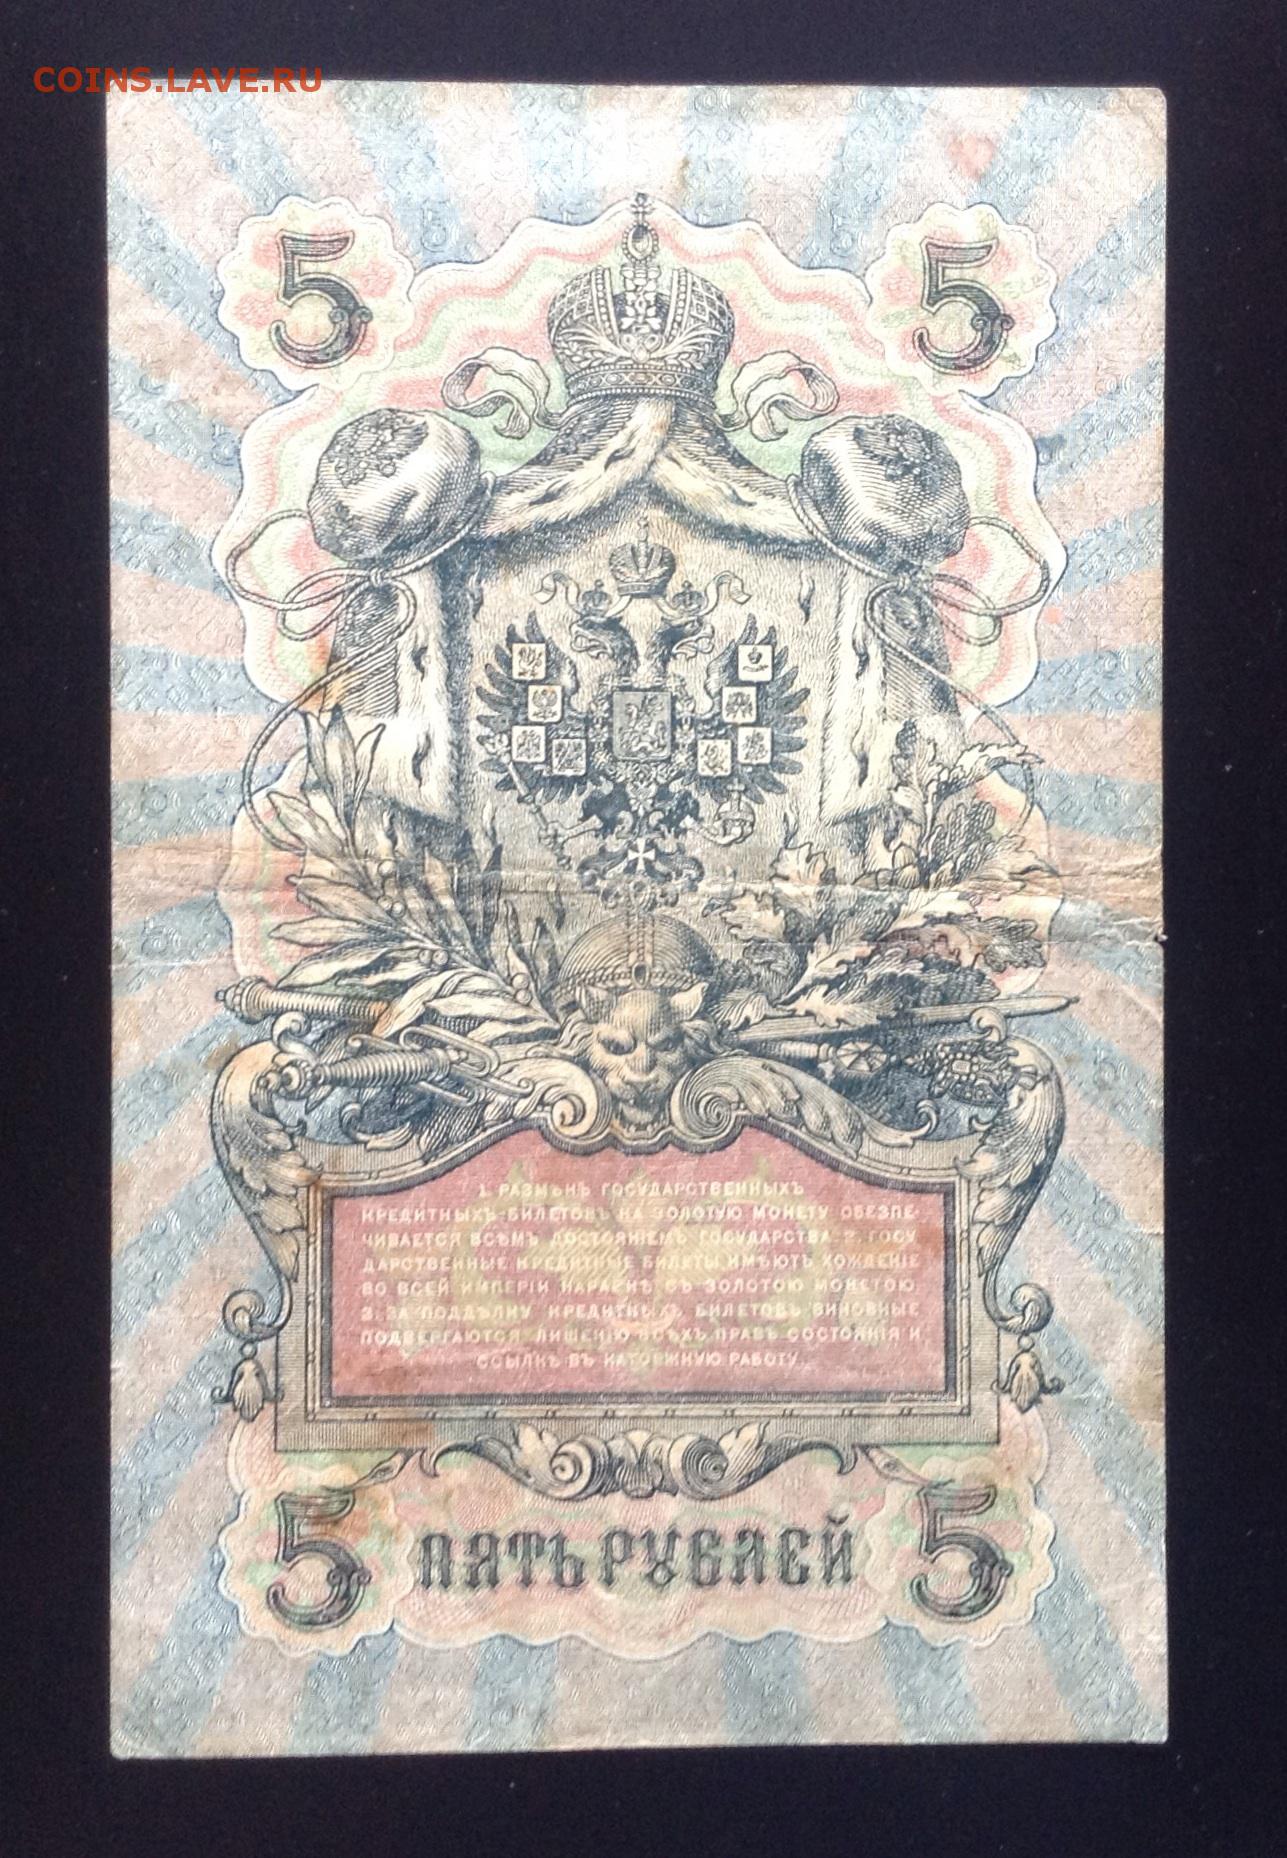 COINS.LAVE.RU
5 5
1. РАЗМѢНЪ ГОСУДАРСТВЕННЫХЪ
КРЕДИТНЫХЪ БИЛЕТОВЪ НА ЗОЛОТУЮ МОНЕТУ ОБЕЗПЕ-
ЧИВАЕТСЯ ВСѢМЪ ДОСТОЯНІЕМЪ ГОСУДАРСТВА. 2. ГОСУ
ДАРСТВЕННЫЕ КРЕДИТНЫЕ БИЛЕТЫ ИМѢЮТЪ ХОЖДЕНІЕ
ВО ВСЕЙ ИМПЕРІИ НАРАВНѢ СЪ ЗОЛОТОЮ МОНЕТОЮ.
3. ЗА ПОДДѢЛКУ КРЕДИТНЫХЪ БИЛЕТОВЪ ВИНОВНЫЕ
ПОДВЕРГАЮТСЯ ЛИШЕНІЮ ВСѢХЪ ПРАВЪ СОСТОЯНІЯ И
ССЫЛКѢ ВЪ КАТОРЖНУЮ РАБОТУ.
5 ПЯТЬ РУБЛЕЙ 5